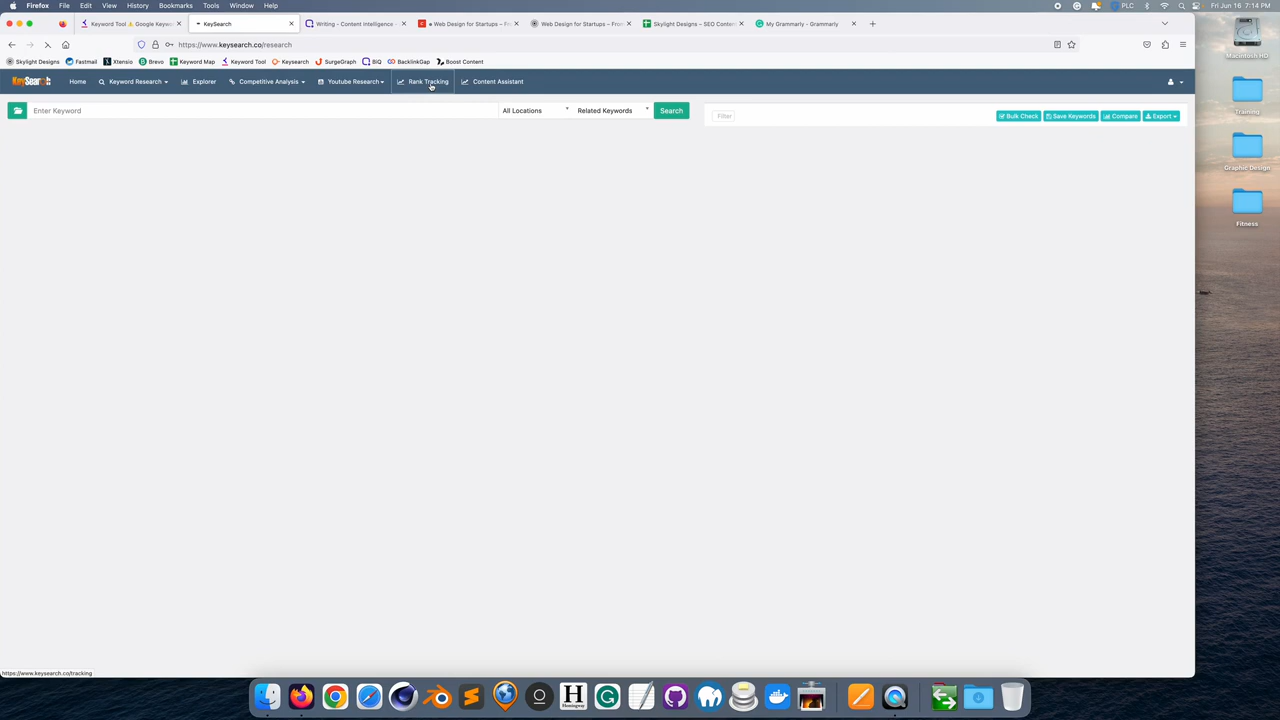 Firefox File Edit View History Bookmarks Tools Window Help PLC Fri Jun 16 7:14 PM
Keyword Tool ⚠ Google Keyw KeySearch Writing - Content Intelligence - Web Design for Startups – Fr Web Design for Startups – Fro Skylight Designs - SEO Conten My Grammarly - Grammarly
https://www.keysearch.co/research
Skylight Designs Fastmail Xtensio Brevo Keyword Map Keyword Tool Keysearch SurgeGraph BiQ BacklinkGap Boost Content
KeySearch Home Keyword Research Explorer Competitive Analysis Youtube Research Rank Tracking Content Assistant
Enter Keyword All Locations Related Keywords Search
Filter Bulk Check Save Keywords Compare Export
Macintosh HD
Training
Graphic Design
Fitness
https://www.keysearch.co/tracking
Hemingway